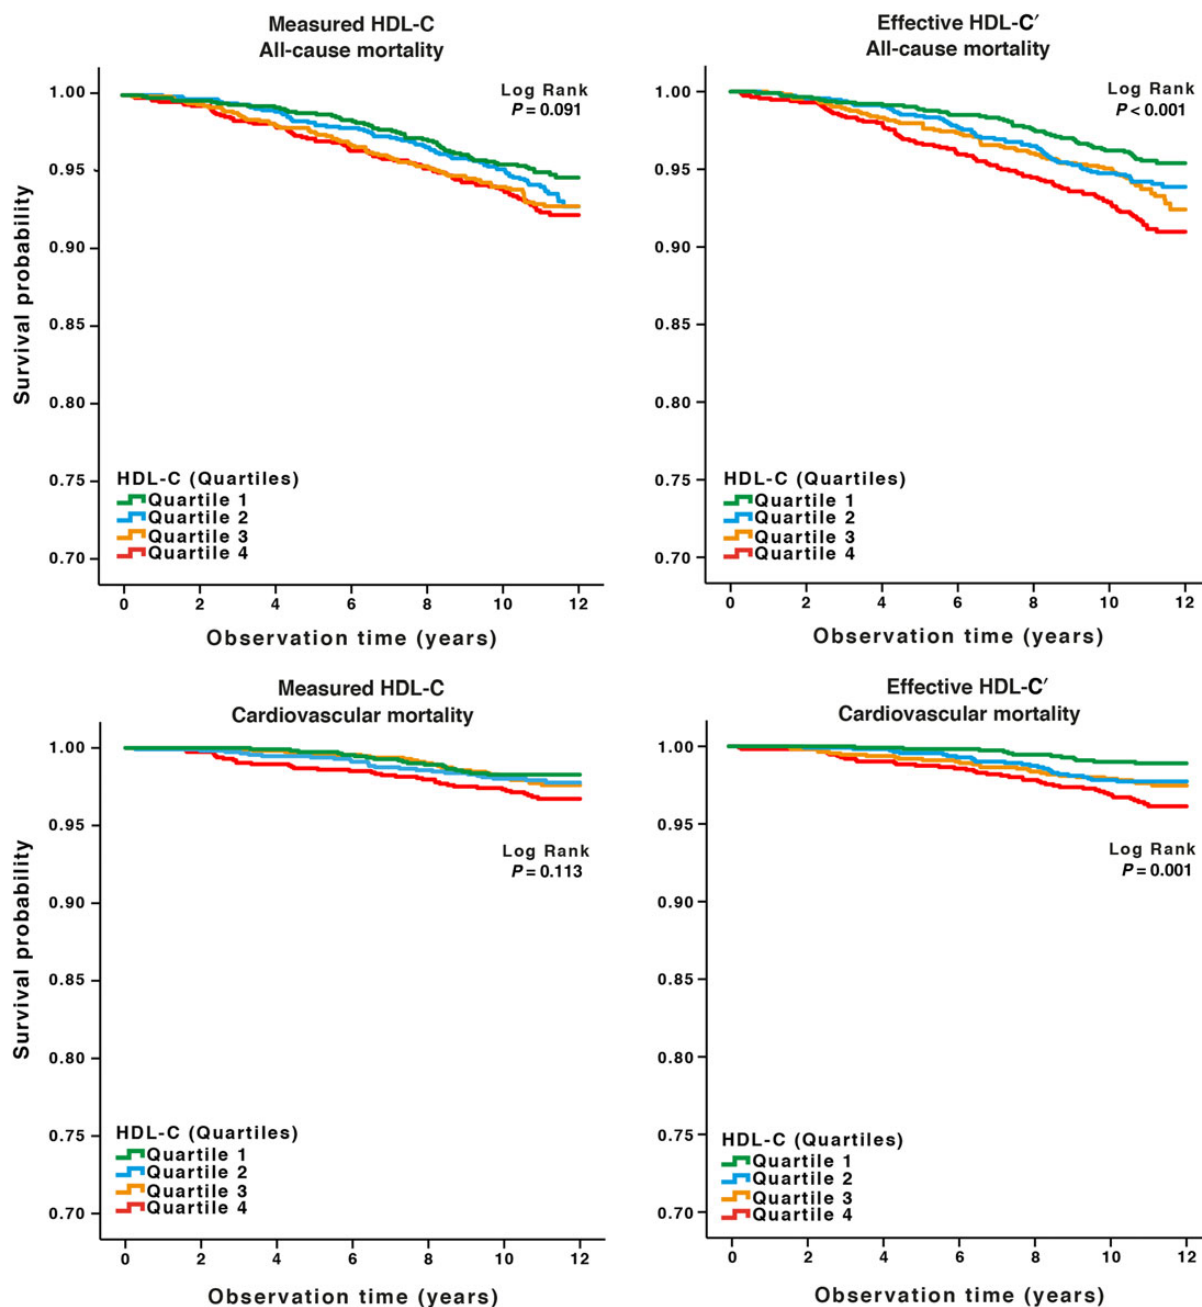 Measured HDL-C
All-cause mortality
Log Rank
P = 0.091
Survival probability
1.00
0.95
0.90
0.85
0.80
0.75
0.70
HDL-C (Quartiles)
Quartile 1
Quartile 2
Quartile 3
Quartile 4
0 2 4 6 8 10 12
Observation time (years)
Effective HDL-C′
All-cause mortality
Log Rank
P < 0.001
1.00
0.95
0.90
0.85
0.80
0.75
0.70
HDL-C (Quartiles)
Quartile 1
Quartile 2
Quartile 3
Quartile 4
0 2 4 6 8 10 12
Observation time (years)
Measured HDL-C
Cardiovascular mortality
Survival probability
1.00
0.95
0.90
0.85
0.80
0.75
0.70
Log Rank
P = 0.113
HDL-C (Quartiles)
Quartile 1
Quartile 2
Quartile 3
Quartile 4
0 2 4 6 8 10 12
Observation time (years)
Effective HDL-C′
Cardiovascular mortality
1.00
0.95
0.90
0.85
0.80
0.75
0.70
Log Rank
P = 0.001
HDL-C (Quartiles)
Quartile 1
Quartile 2
Quartile 3
Quartile 4
0 2 4 6 8 10 12
Observation time (years)